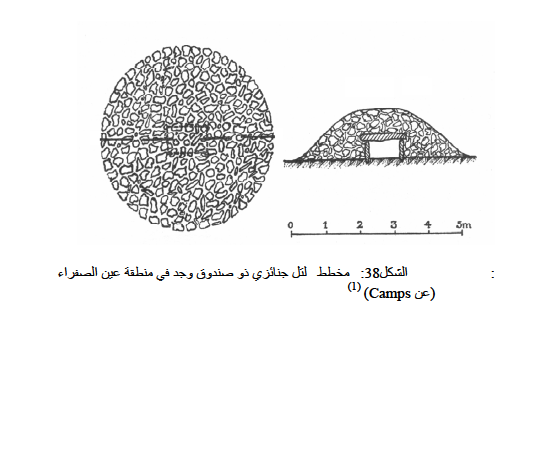 0 1 2 3 4 5m
: الشكل38: مخطط لتل جنائزي ذو صندوق وجد في منطقة عين الصفراء
(عن Camps) (1)